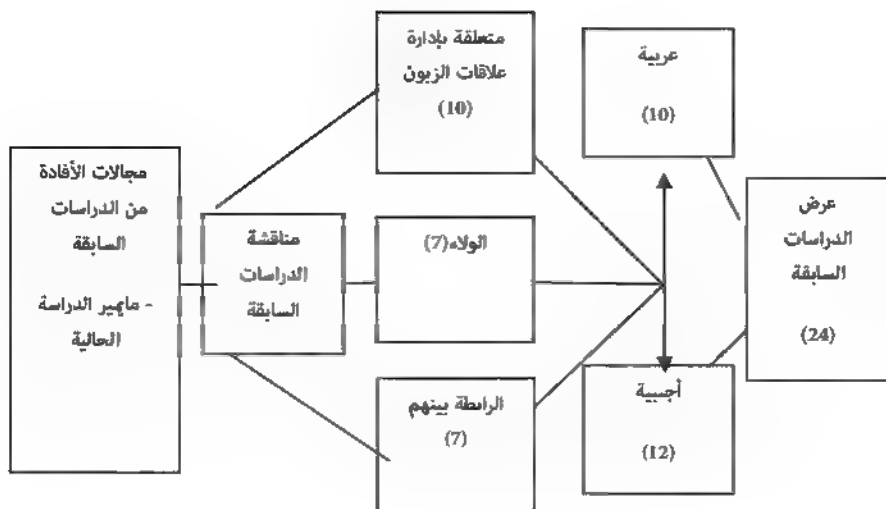 عرض
الدراسات
السابقة
(24)
عربية
(10)
أجنبية
(12)
متعلقة بإدارة
علاقات الزبون
(10)
الولاء(7)
الرابطة بينهم
(7)
مناقشة
الدراسات
السابقة
مجالات الأفادة
من الدراسات
السابقة
- مايميز الدراسة
الحالية